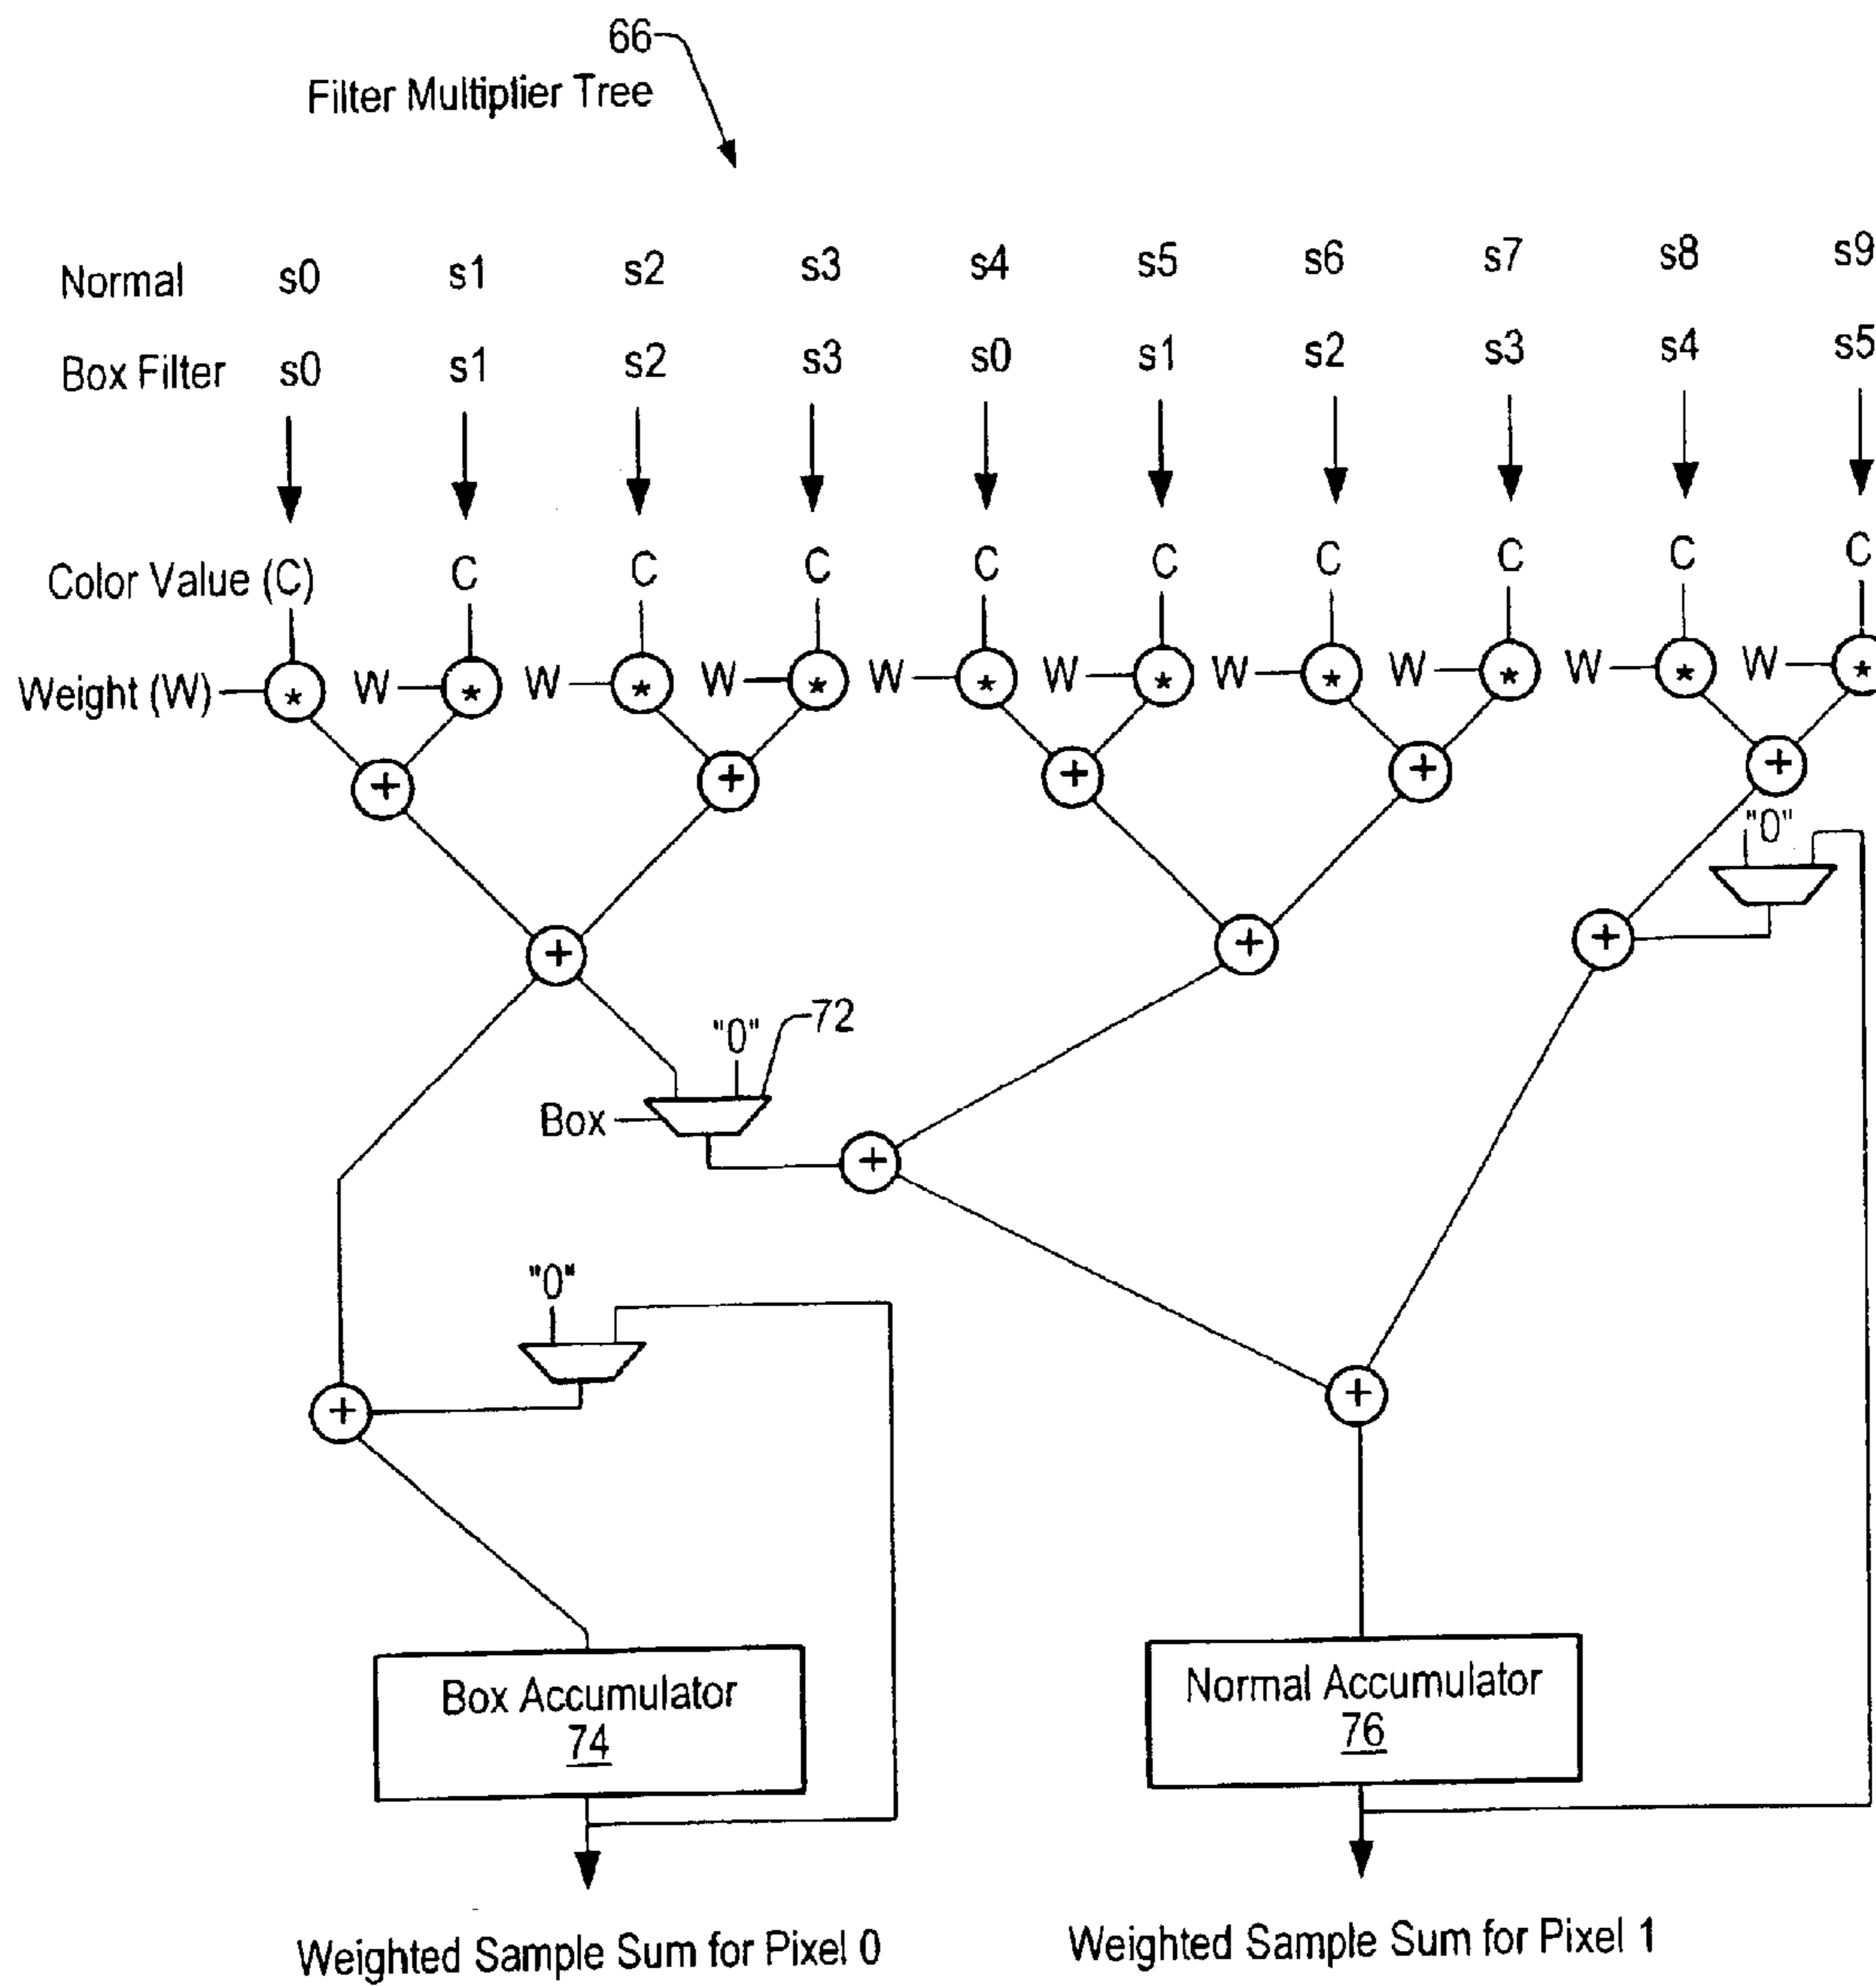 66
Filter Multiplier Tree
Normal s0 s1 s2 s3 s4 s5 s6 s7 s8 s9
Box Filter s0 s1 s2 s3 s0 s1 s2 s3 s4 s5
Color Value (C) C C C C C C C C C
Weight (W) * W * W * W * W * W * W * W * W * W *
+ + + + +
"0"
+ + +
"0" 72
Box
+
"0"
+ +
Box Accumulator
74
Normal Accumulator
76
Weighted Sample Sum for Pixel 0
Weighted Sample Sum for Pixel 1